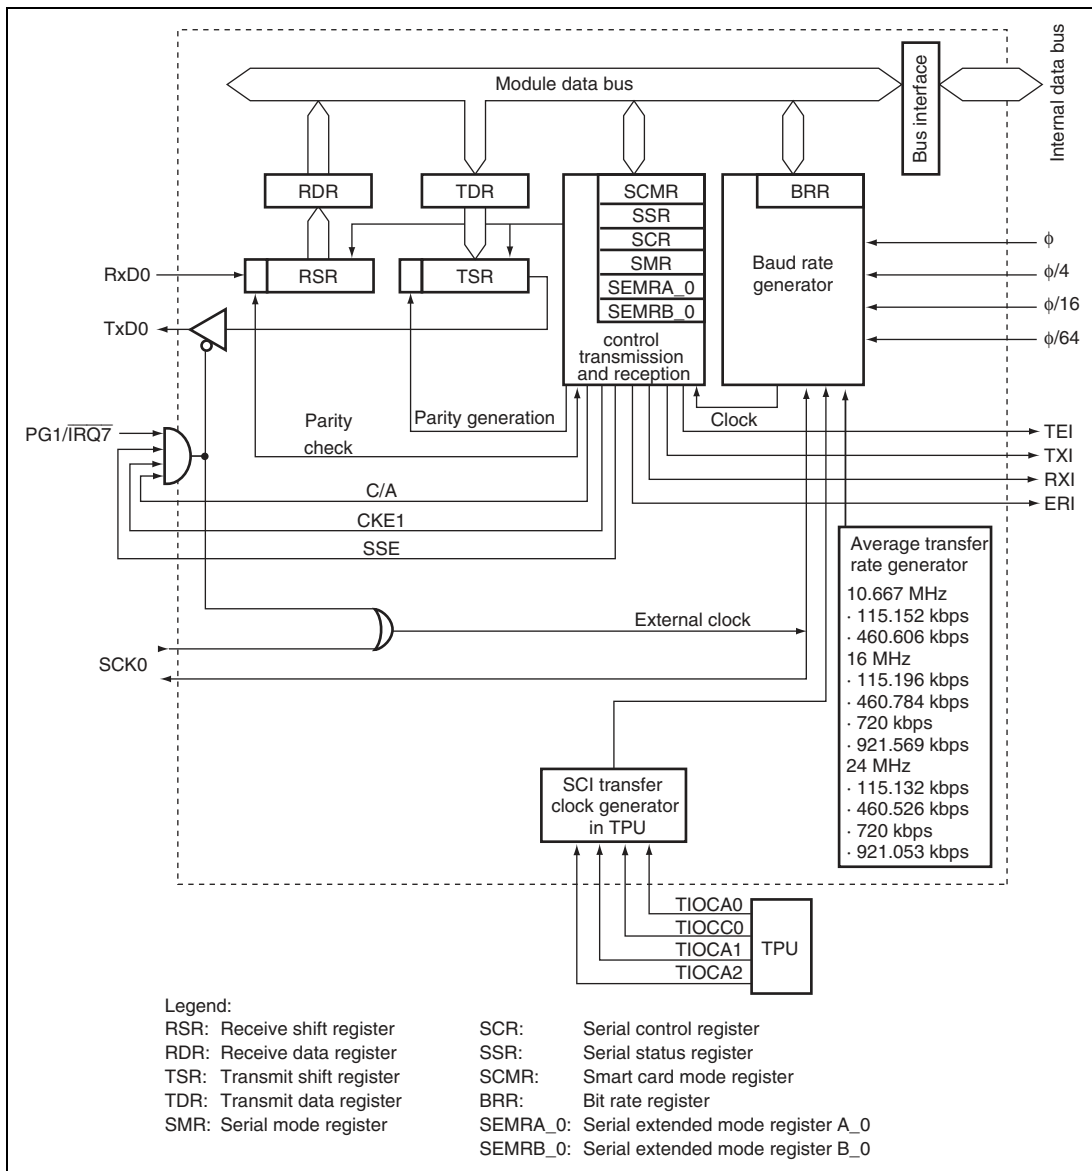 Module data bus
Bus interface
Internal data bus
RDR
TDR
SCMR
SSR
SCR
SMR
SEMRA_0
SEMRB_0
control
transmission
and reception
BRR
Baud rate
generator
ϕ
ϕ/4
ϕ/16
ϕ/64
RxD0
RSR
TSR
TxD0
Parity generation
Clock
Parity
check
PG1/IRQ7
TEI
TXI
RXI
ERI
C/A
CKE1
SSE
Average transfer
rate generator
10.667 MHz
· 115.152 kbps
· 460.606 kbps
16 MHz
· 115.196 kbps
· 460.784 kbps
· 720 kbps
· 921.569 kbps
24 MHz
· 115.132 kbps
· 460.526 kbps
· 720 kbps
· 921.053 kbps
External clock
SCK0
SCI transfer
clock generator
in TPU
TIOCA0
TIOCC0
TIOCA1
TIOCA2
TPU
Legend:
RSR: Receive shift register
RDR: Receive data register
TSR: Transmit shift register
TDR: Transmit data register
SMR: Serial mode register
SCR: Serial control register
SSR: Serial status register
SCMR: Smart card mode register
BRR: Bit rate register
SEMRA_0: Serial extended mode register A_0
SEMRB_0: Serial extended mode register B_0